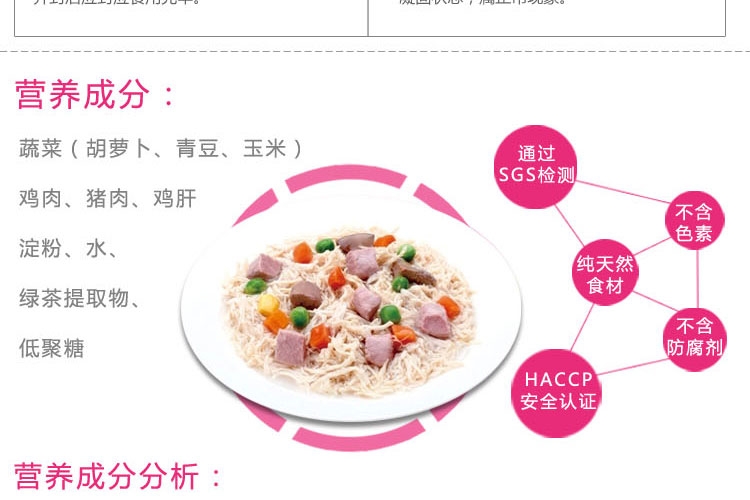 营养成分：
蔬菜（胡萝卜、青豆、玉米）
鸡肉、猪肉、鸡肝
淀粉、水、
绿茶提取物、
低聚糖
通过
SGS检测
不含
色素
纯天然
食材
不含
防腐剂
HACCP
安全认证
营养成分分析：